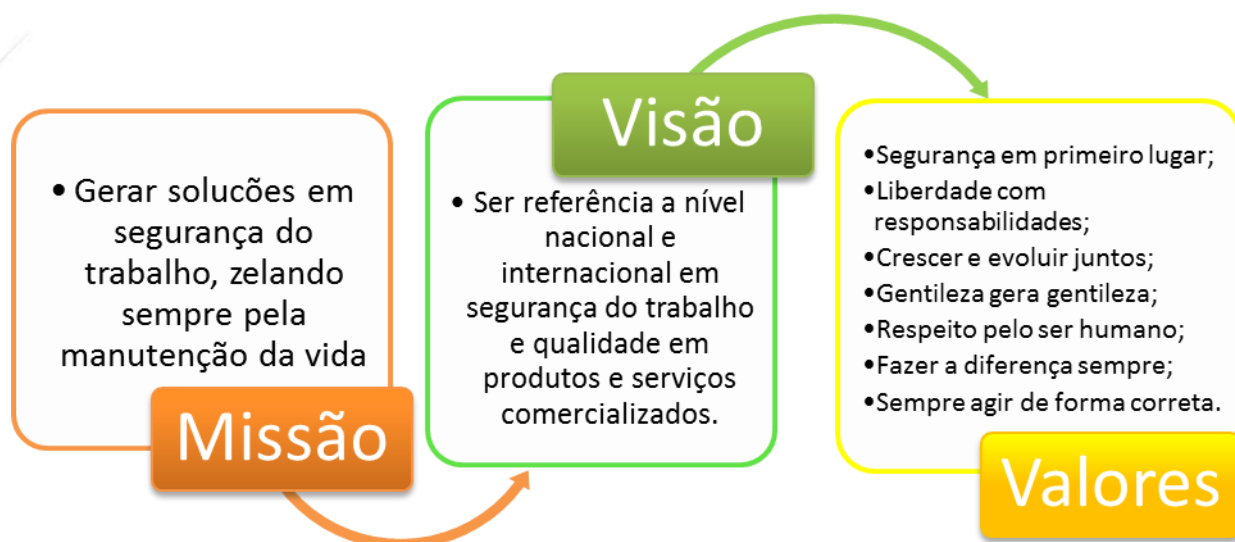 • Gerar solucões em
segurança do
trabalho, zelando
sempre pela
manutenção da vida
Missão
Visão
• Ser referência a nível
nacional e
internacional em
segurança do trabalho
e qualidade em
produtos e serviços
comercializados.
•Segurança em primeiro lugar;
•Liberdade com
responsabilidades;
•Crescer e evoluir juntos;
•Gentileza gera gentileza;
•Respeito pelo ser humano;
•Fazer a diferença sempre;
•Sempre agir de forma correta.
Valores